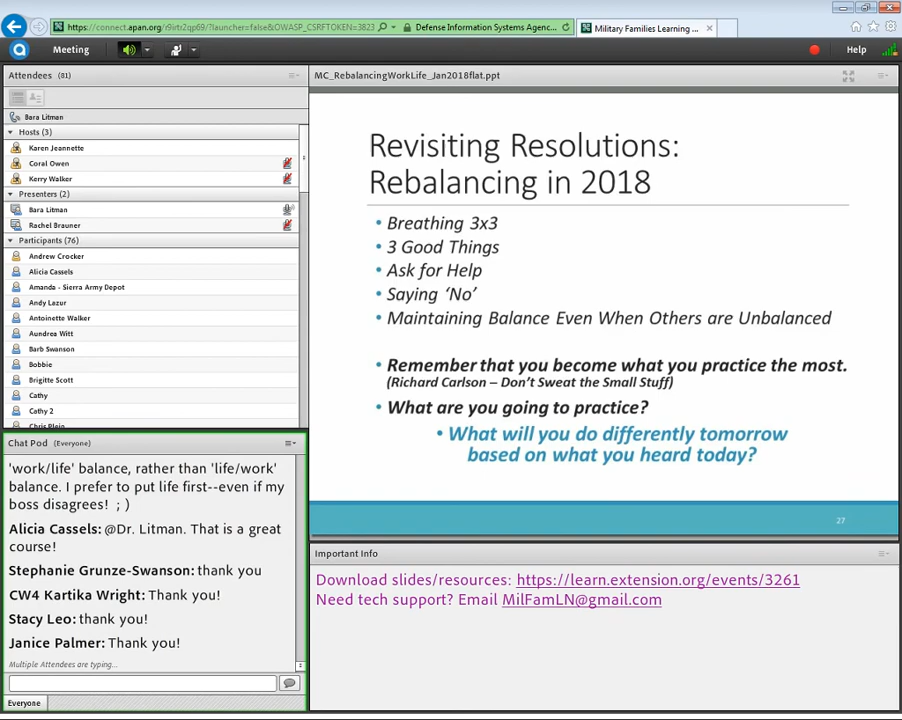 https://connect.apan.org/r9ivtr2qp69/?launcher=false&OWASP_CSRFTOKEN=3823
Defense Information Systems Agenc...
Military Families Learning ...
Meeting
Help
Attendees (81)
Bara Litman
Hosts (3)
Karen Jeannette
Coral Owen
Kerry Walker
Presenters (2)
Bara Litman
Rachel Brauner
Participants (76)
Andrew Crocker
Alicia Cassels
Amanda - Sierra Army Depot
Andy Lazur
Antoinette Walker
Aundrea Witt
Barb Swanson
Bobbie
Brigitte Scott
Cathy
Cathy 2
Chris Plein
Chat Pod (Everyone)
'work/life' balance, rather than 'life/work'
balance. I prefer to put life first--even if my
boss disagrees! ; )
Alicia Cassels: @Dr. Litman. That is a great
course!
Stephanie Grunze-Swanson: thank you
CW4 Kartika Wright: Thank you!
Stacy Leo: thank you!
Janice Palmer: Thank you!
Multiple Attendees are typing...
Everyone
MC_RebalancingWorkLife_Jan2018flat.ppt
Revisiting Resolutions:
Rebalancing in 2018
• Breathing 3x3
• 3 Good Things
• Ask for Help
• Saying ‘No’
• Maintaining Balance Even When Others are Unbalanced
• Remember that you become what you practice the most.
(Richard Carlson – Don’t Sweat the Small Stuff)
• What are you going to practice?
• What will you do differently tomorrow
based on what you heard today?
27
Important Info
Download slides/resources: https://learn.extension.org/events/3261
Need tech support? Email MilFamLN@gmail.com